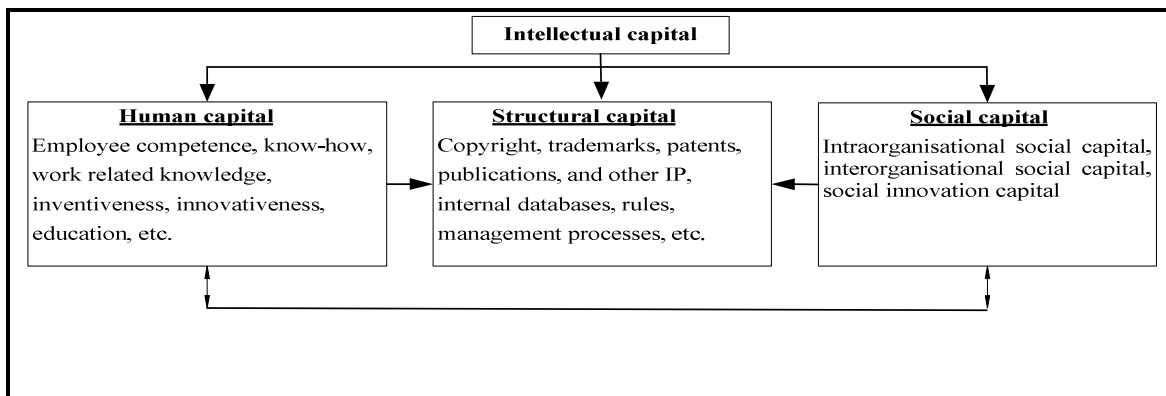 Intellectual capital
Human capital
Employee competence, know-how,
work related knowledge,
inventiveness, innovativeness,
education, etc.
Structural capital
Copyright, trademarks, patents,
publications, and other IP,
internal databases, rules,
management processes, etc.
Social capital
Intraorganisational social capital,
interorganisational social capital,
social innovation capital